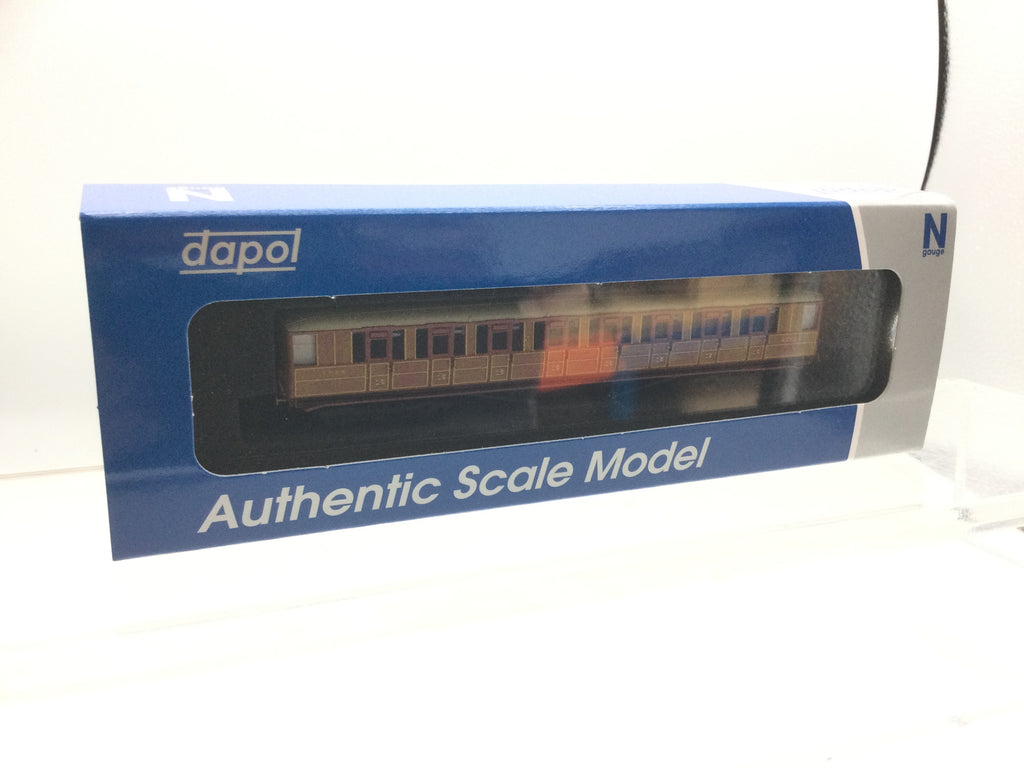 N
dapol
N
gauge
Authentic Scale Model